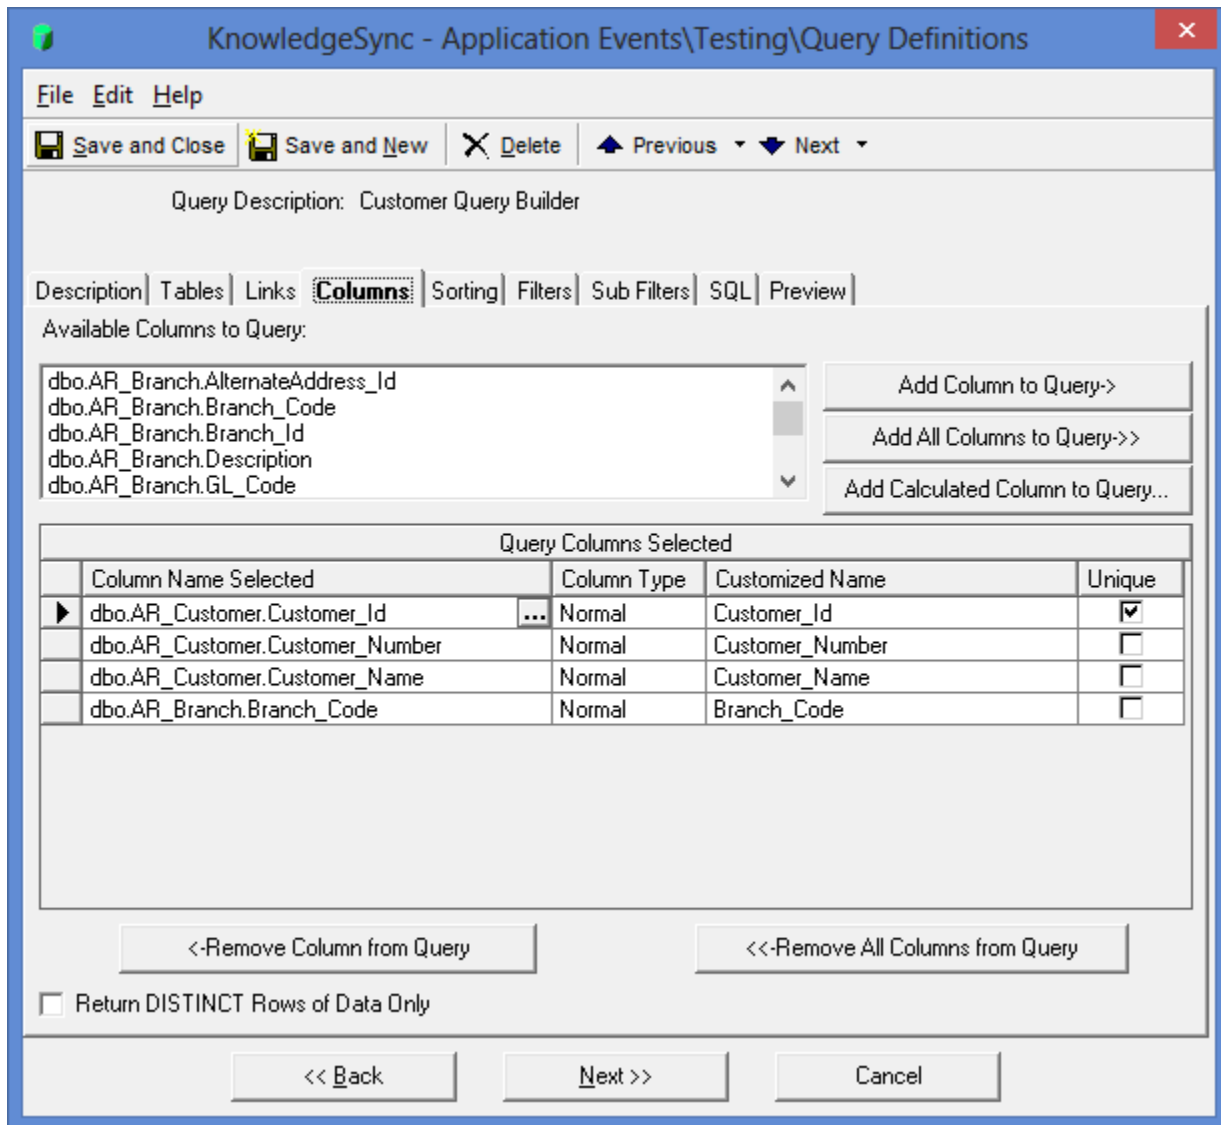 KnowledgeSync - Application Events\Testing\Query Definitions
File Edit Help
Save and Close Save and New Delete Previous Next
Query Description: Customer Query Builder
Description Tables Links Columns Sorting Filters Sub Filters SQL Preview
Available Columns to Query:
dbo.AR_Branch.AlternateAddress_Id
dbo.AR_Branch.Branch_Code
dbo.AR_Branch.Branch_Id
dbo.AR_Branch.Description
dbo.AR_Branch.GL_Code
Add Column to Query->
Add All Columns to Query->>
Add Calculated Column to Query...
Query Columns Selected
Column Name Selected Column Type Customized Name Unique
dbo.AR_Customer.Customer_Id ... Normal Customer_Id
dbo.AR_Customer.Customer_Number Normal Customer_Number
dbo.AR_Customer.Customer_Name Normal Customer_Name
dbo.AR_Branch.Branch_Code Normal Branch_Code
<-Remove Column from Query <<-Remove All Columns from Query
Return DISTINCT Rows of Data Only
<< Back Next >> Cancel